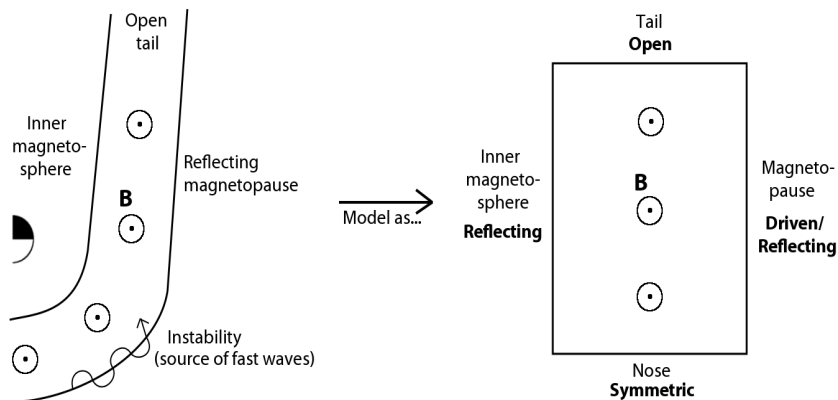 Open
tail
Inner
magneto-
sphere
Reflecting
magnetopause
B
Instability
(source of fast waves)
Model as...
Tail
Open
Inner
magneto-
sphere
Reflecting
B
Magneto-
pause
Driven/
Reflecting
Nose
Symmetric